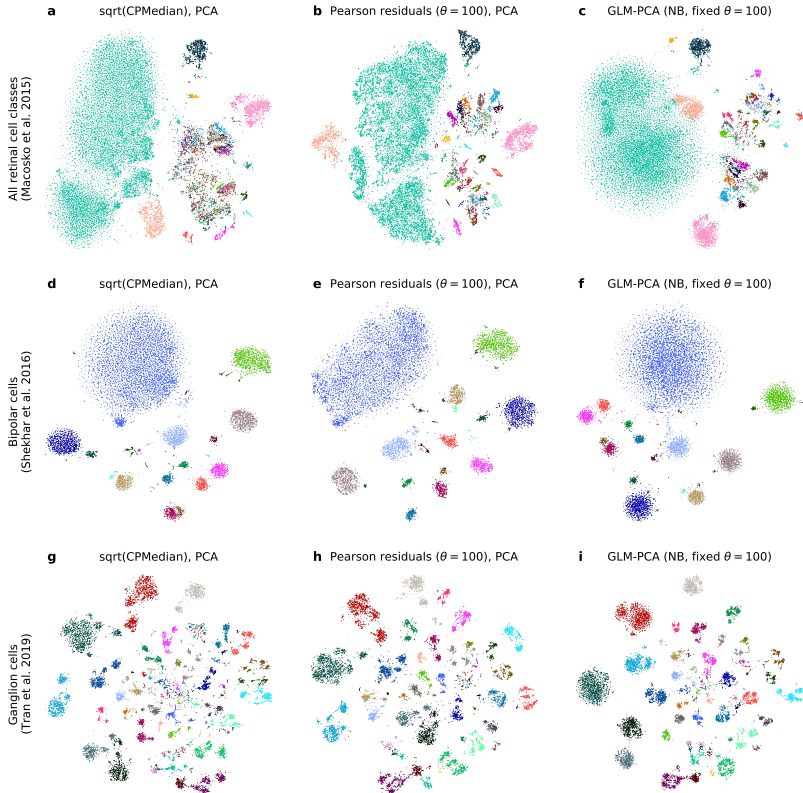 a sqrt(CPMedian), PCA
b Pearson residuals (θ = 100), PCA
c GLM-PCA (NB, fixed θ = 100)
All retinal cell classes
(Macosko et al. 2015)
d sqrt(CPMedian), PCA
e Pearson residuals (θ = 100), PCA
f GLM-PCA (NB, fixed θ = 100)
Bipolar cells
(Shekhar et al. 2016)
g sqrt(CPMedian), PCA
h Pearson residuals (θ = 100), PCA
i GLM-PCA (NB, fixed θ = 100)
Ganglion cells
(Tran et al. 2019)